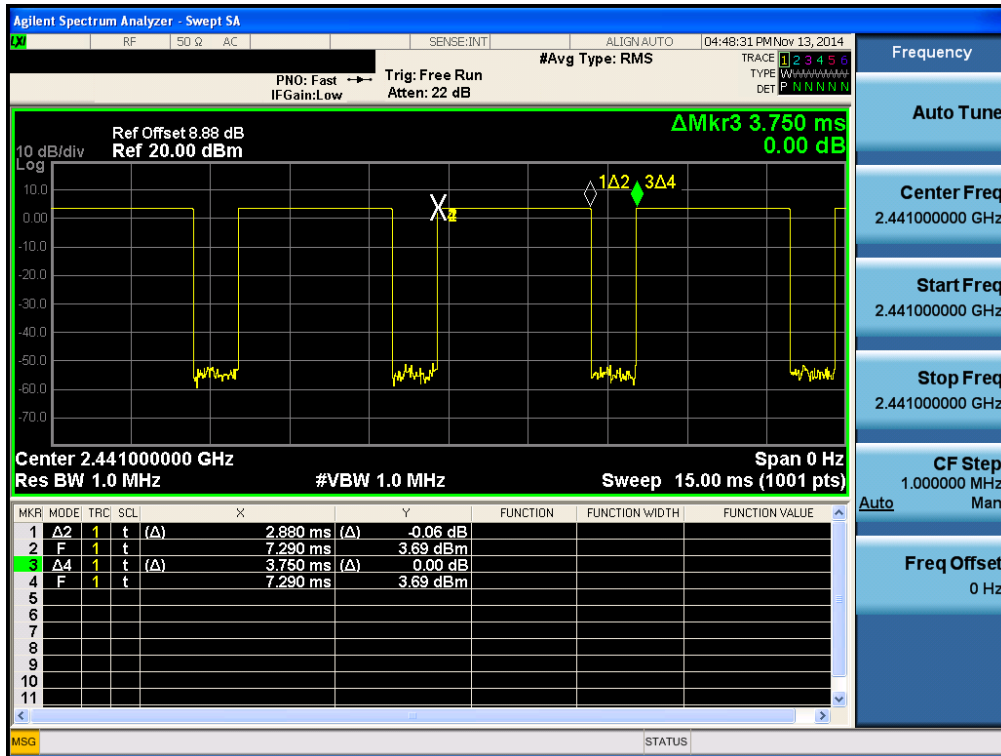 Agilent Spectrum Analyzer - Swept SA
LXI RF 50 Ω AC SENSE:INT ALIGN AUTO 04:48:31 PM Nov 13, 2014
Frequency
#Avg Type: RMS
TRACE 1 2 3 4 5 6
PNO: Fast Trig: Free Run
TYPE W
IFGain:Low Atten: 22 dB
DET P N N N N N
Auto Tune
ΔMkr3 3.750 ms
0.00 dB
Ref Offset 8.88 dB
10 dB/div Ref 20.00 dBm
Log
10.0
0.00
-10.0
-20.0
-30.0
-40.0
-50.0
-60.0
-70.0
1Δ2 3Δ4
Center Freq
2.441000000 GHz
Start Freq
2.441000000 GHz
Stop Freq
2.441000000 GHz
CF Step
1.000000 MHz
Auto Man
Freq Offset
0 Hz
Center 2.441000000 GHz Span 0 Hz
Res BW 1.0 MHz #VBW 1.0 MHz Sweep 15.00 ms (1001 pts)
MKR MODE TRC SCL X Y FUNCTION FUNCTION WIDTH FUNCTION VALUE
1 Δ2 1 t (Δ) 2.880 ms (Δ) -0.06 dB
2 F 1 t 7.290 ms 3.69 dBm
3 Δ4 1 t (Δ) 3.750 ms (Δ) 0.00 dB
4 F 1 t 7.290 ms 3.69 dBm
5
6
7
8
9
10
11
MSG STATUS